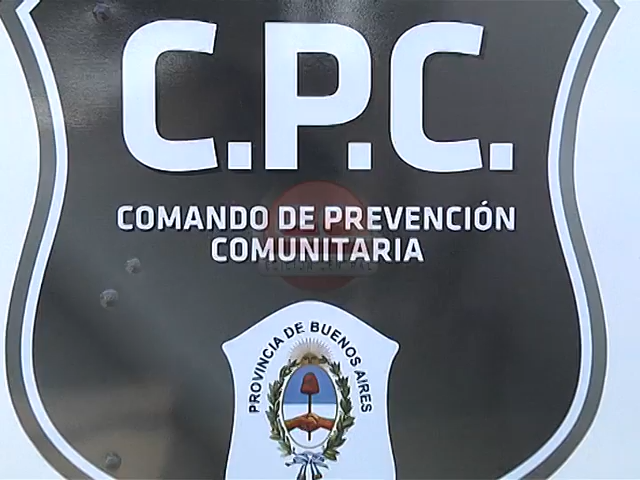 C.P.C.
COMANDO DE PREVENCIÓN
COMUNITARIA
PROVINCIA DE BUENOS AIRES